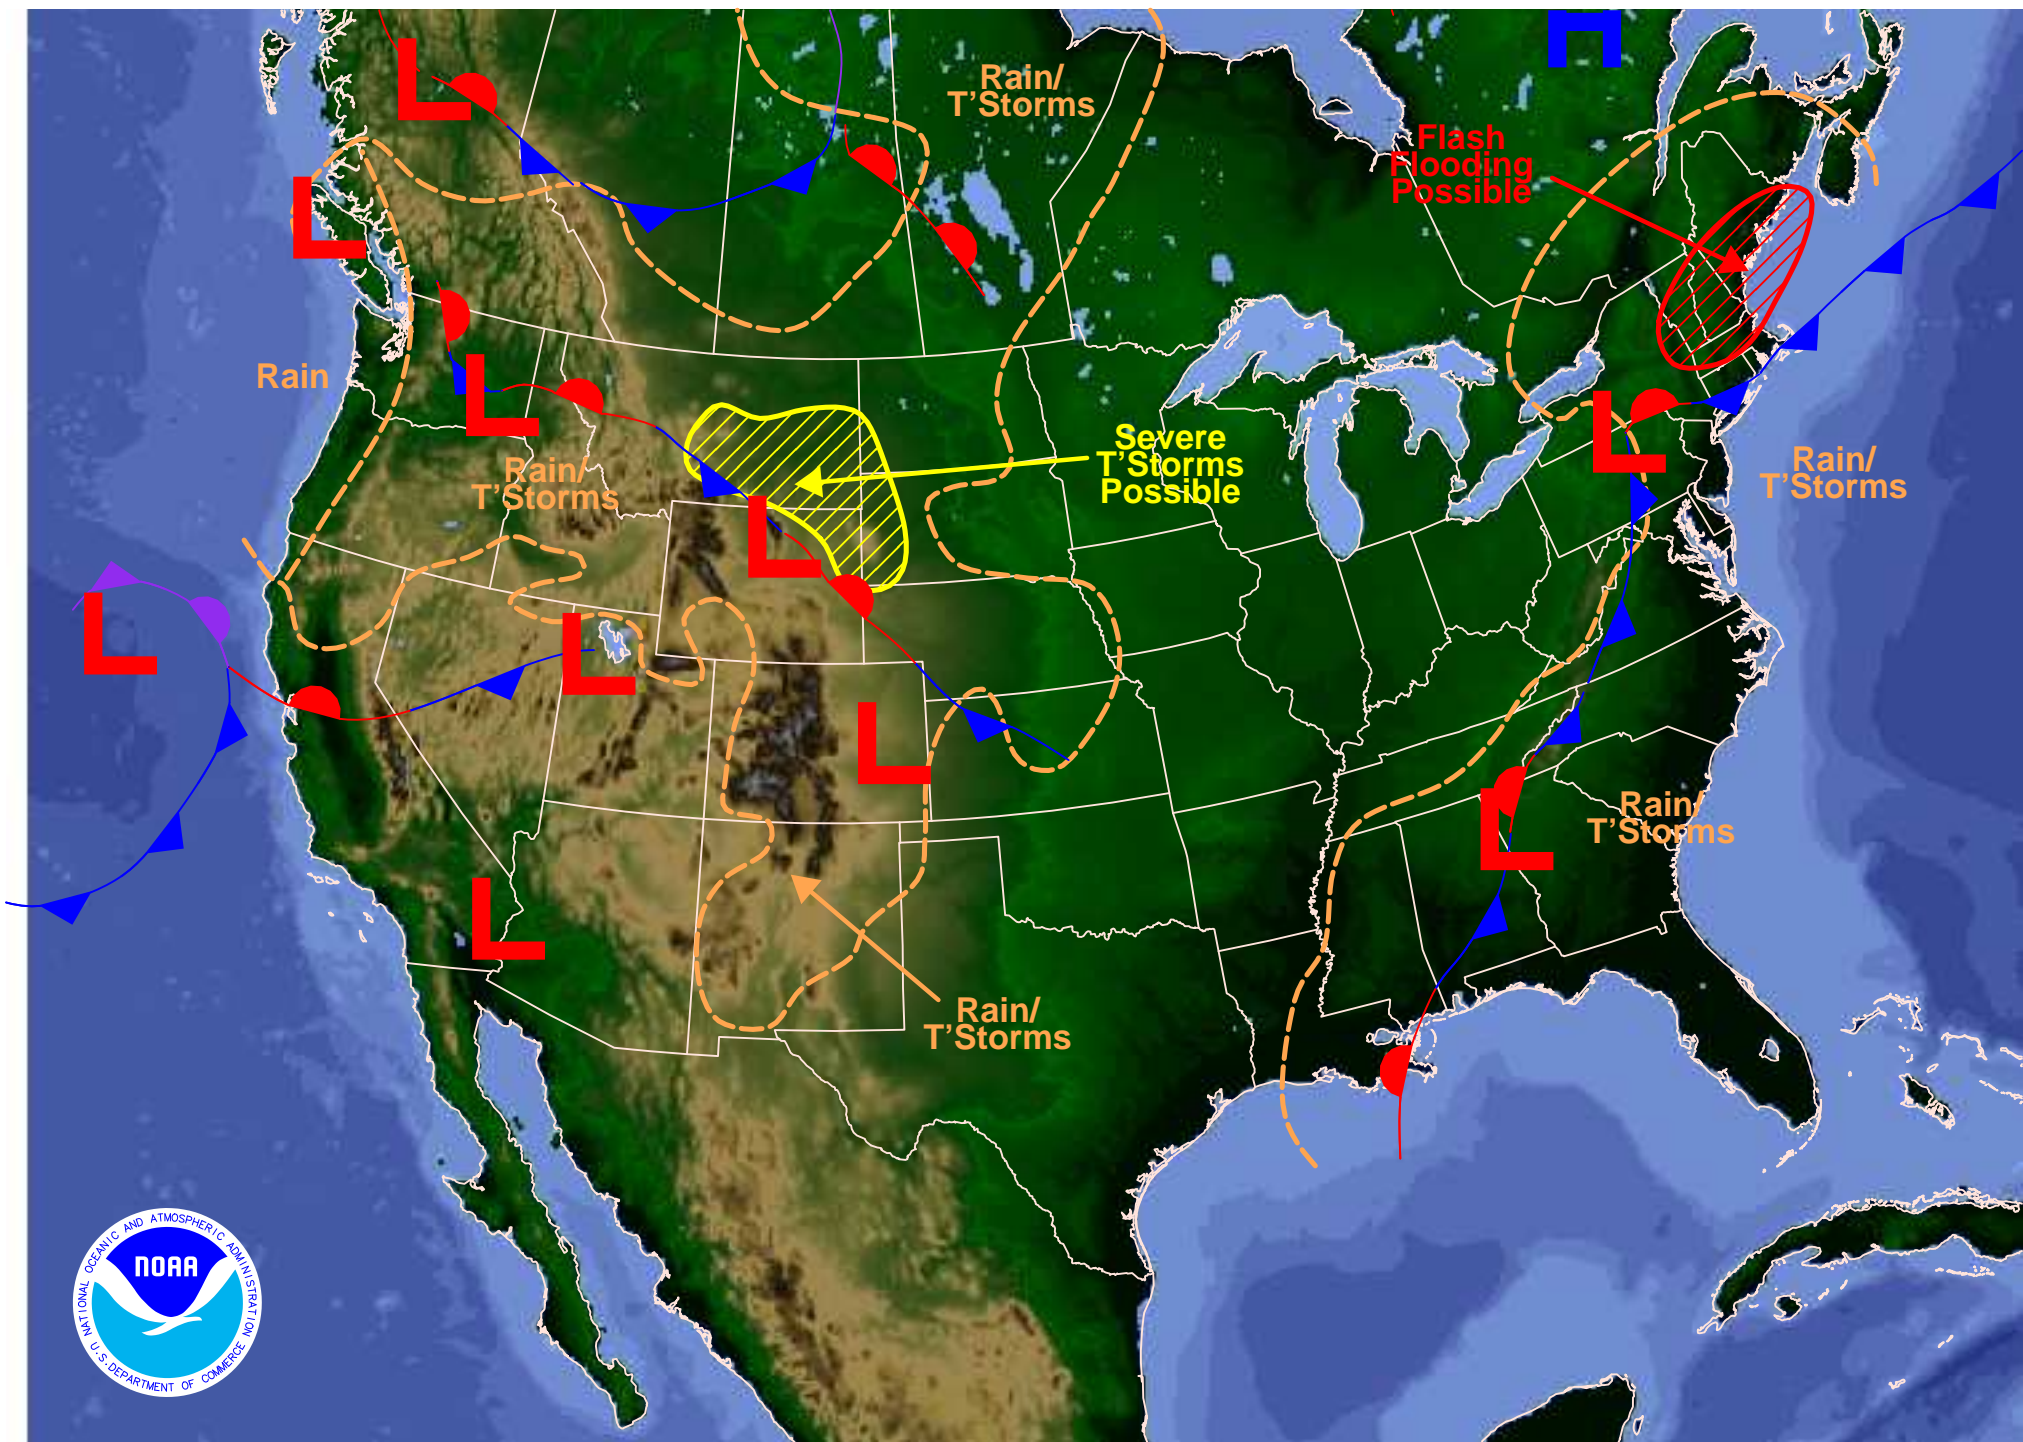 Rain/
T'Storms
Flash
Flooding
Possible
H
L
L
Rain
L
Rain/
T'Storms
Severe
T'Storms
Possible
L
Rain/
T'Storms
L
L
L
L
Rain/
T'Storms
L
L
Rain/
T'Storms
NOAA
NATIONAL OCEANIC AND ATMOSPHERIC ADMINISTRATION
U.S. DEPARTMENT OF COMMERCE